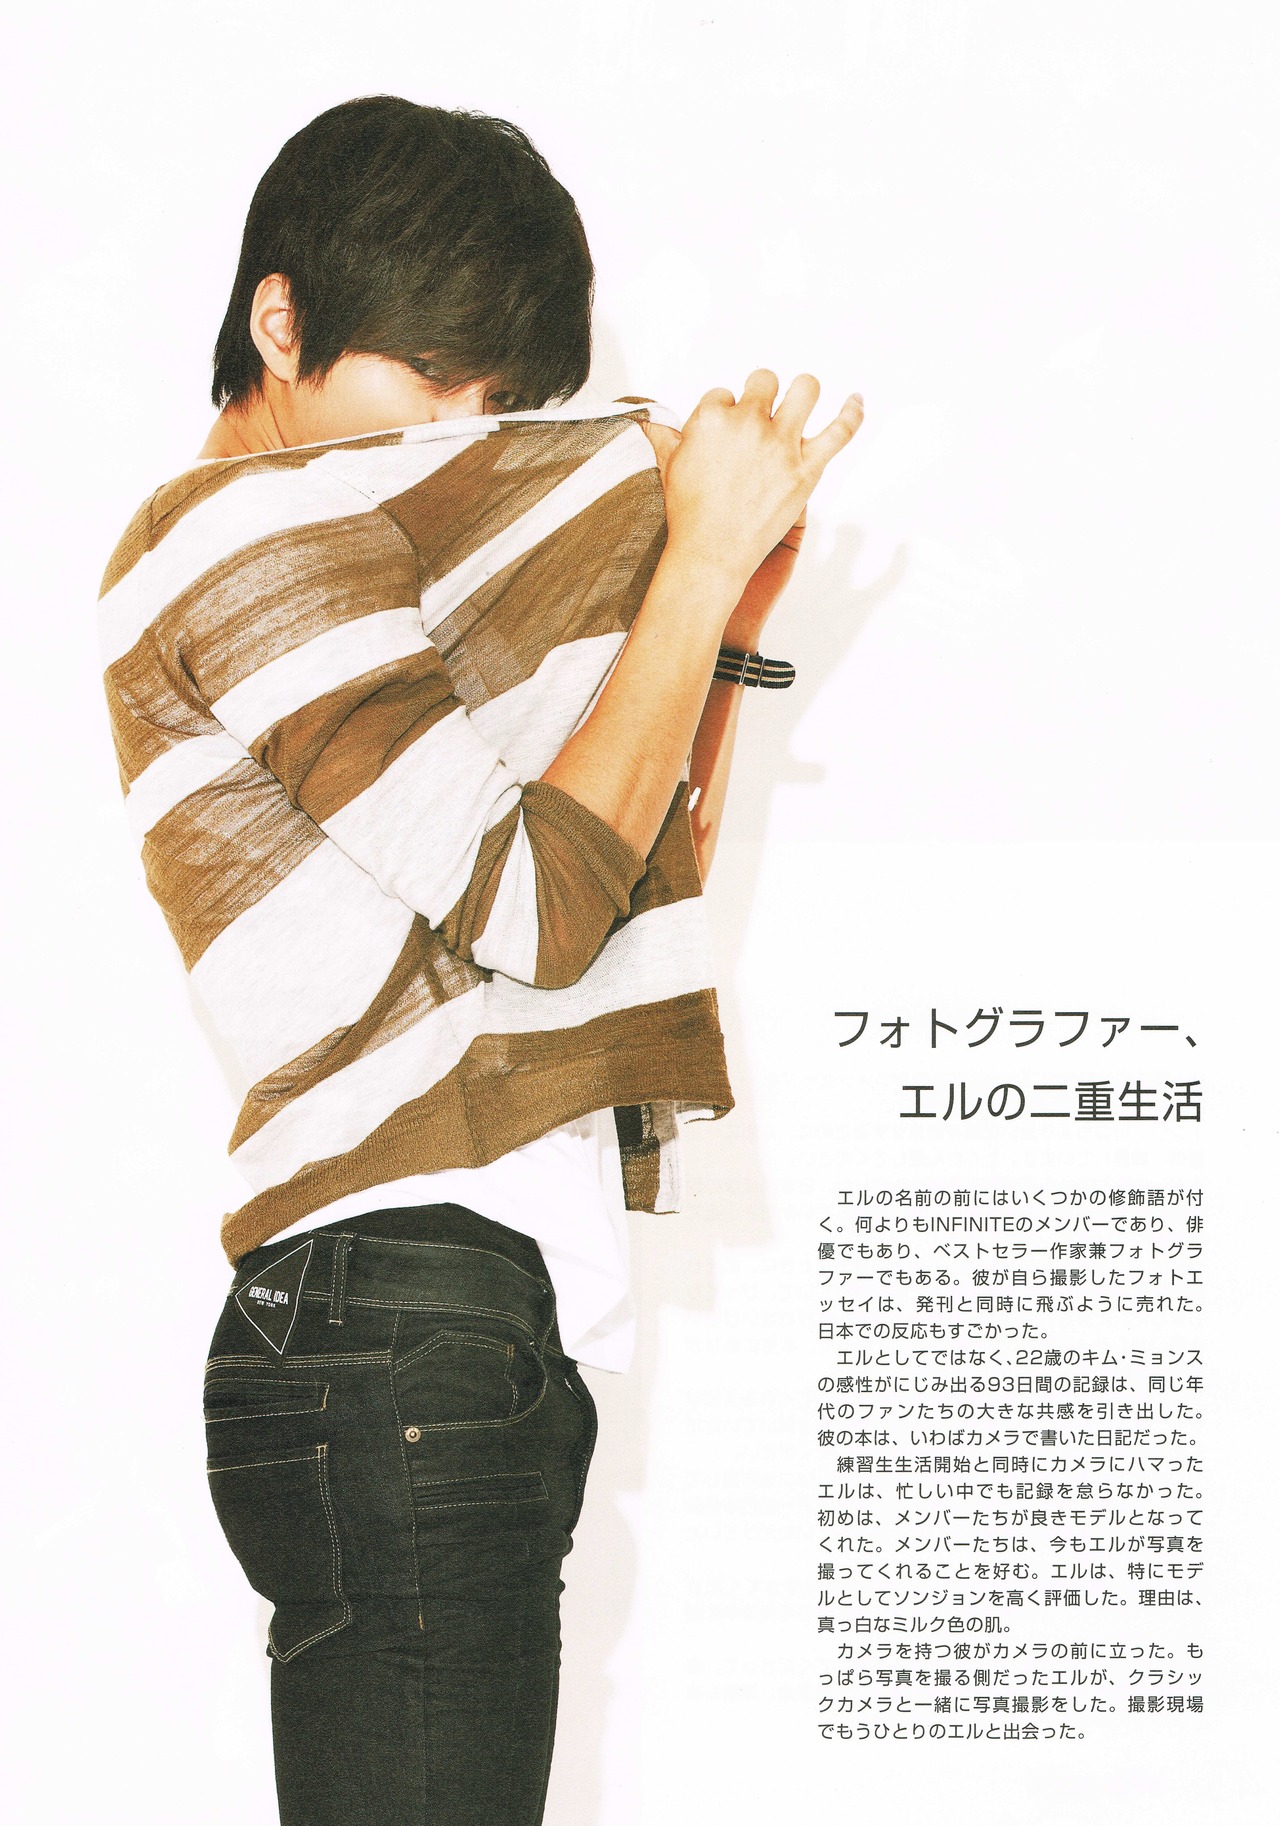 GENERAL IDEA
NEW YORK
フォトグラファー、
エルの二重生活
エルの名前の前にはいくつかの修飾語が付
く。何よりもINFINITEのメンバーであり、俳
優でもあり、ベストセラー作家兼フォトグラ
ファーでもある。彼が自ら撮影したフォトエ
ッセイは、発刊と同時に飛ぶように売れた。
日本での反応もすごかった。
エルとしてではなく、22歳のキム・ミョンス
の感性がにじみ出る93日間の記録は、同じ年
代のファンたちの大きな共感を引き出した。
彼の本は、いわばカメラで書いた日記だった。
練習生生活開始と同時にカメラにハマった
エルは、忙しい中でも記録を怠らなかった。
初めは、メンバーたちが良きモデルとなって
くれた。メンバーたちは、今もエルが写真を
撮ってくれることを好む。エルは、特にモデ
ルとしてソンジョンを高く評価した。理由は、
真っ白なミルク色の肌。
カメラを持つ彼がカメラの前に立った。も
っぱら写真を撮る側だったエルが、クラシッ
クカメラと一緒に写真撮影をした。撮影現場
でもうひとりのエルと出会った。